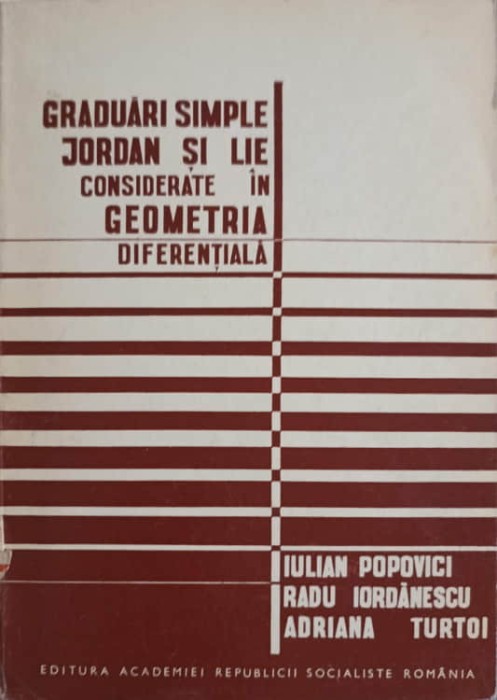 GRADUĂRI SIMPLE
JORDAN ȘI LIE
CONSIDERATE ÎN
GEOMETRIA
DIFERENȚIALĂ
IULIAN POPOVICI
RADU IORDĂNESCU
ADRIANA TURTOI
EDITURA ACADEMIEI REPUBLICII SOCIALISTE ROMÂNIA